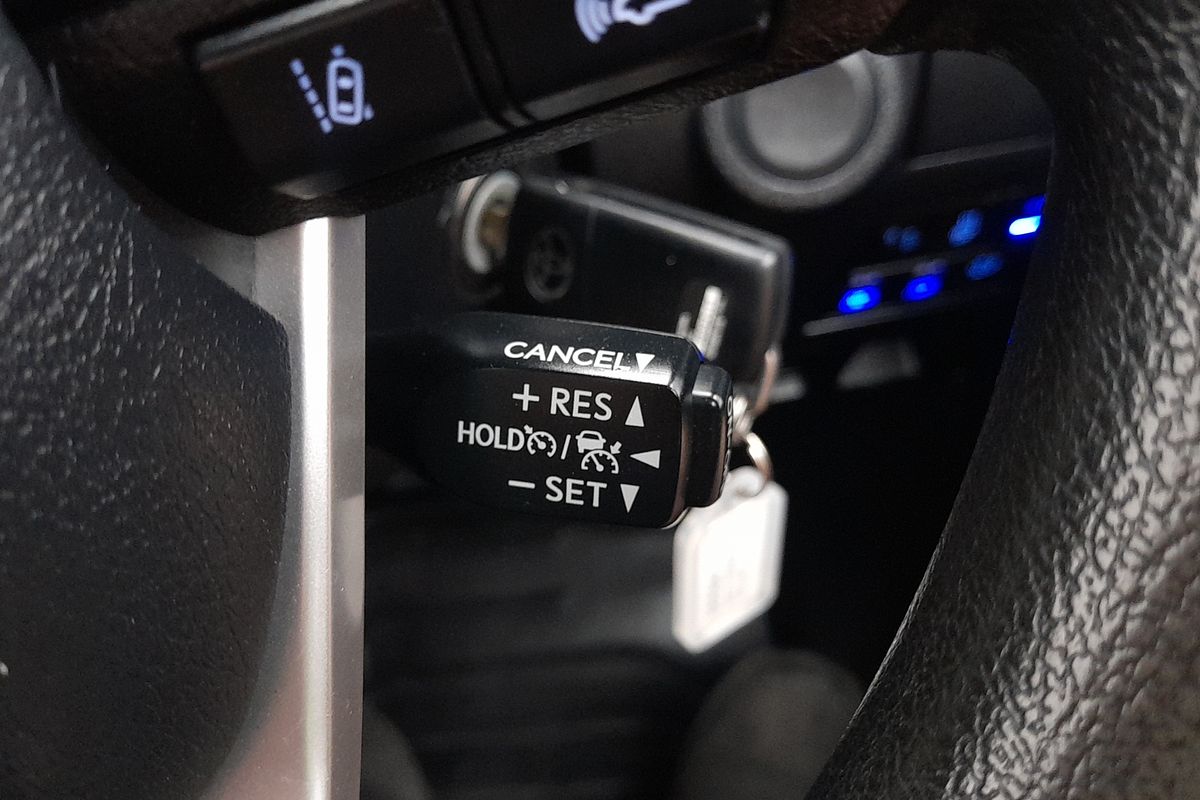 CANCEL▼
+ RES ▲
HOLD / ◀
− SET ▼